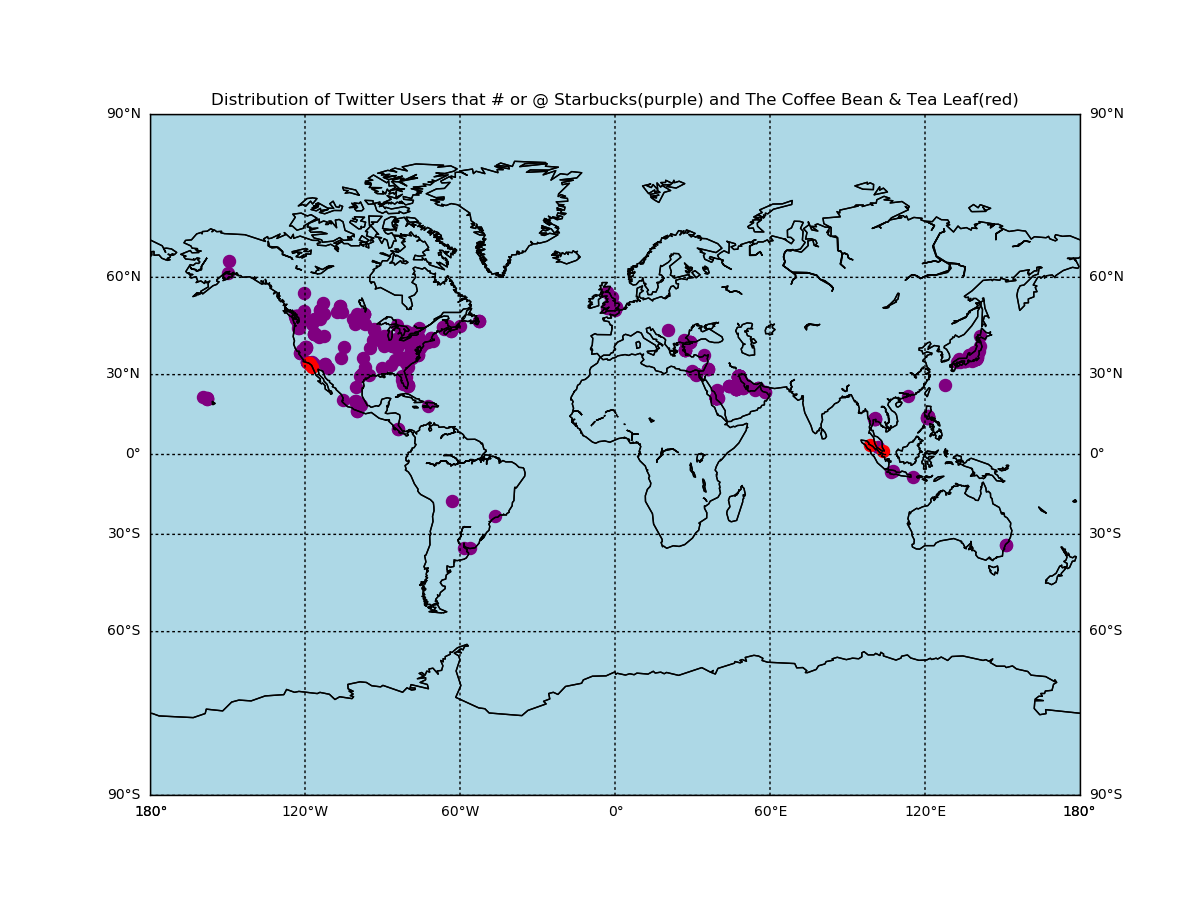 Distribution of Twitter Users that # or @ Starbucks(purple) and The Coffee Bean & Tea Leaf(red)
90°N 90°N
60°N 60°N
30°N 30°N
0° 0°
30°S 30°S
60°S 60°S
90°S 90°S
180° 120°W 60°W 0° 60°E 120°E 180°